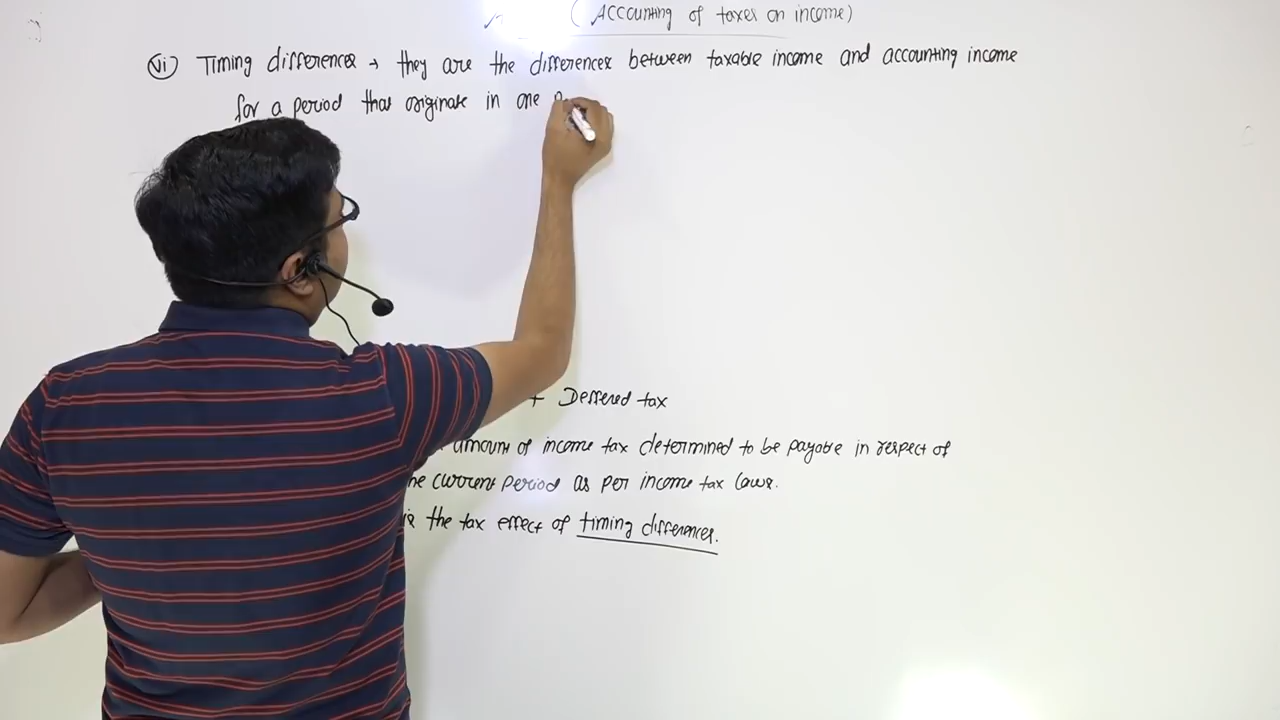 (Accounting of taxes on income)
(vi) Timing differences → they are the differences between taxable income and accounting income
for a period that originate in one
+ Deffered tax
amount of income tax determined to be payable in respect of
the current period as per income tax laws.
is the tax effect of timing differences.